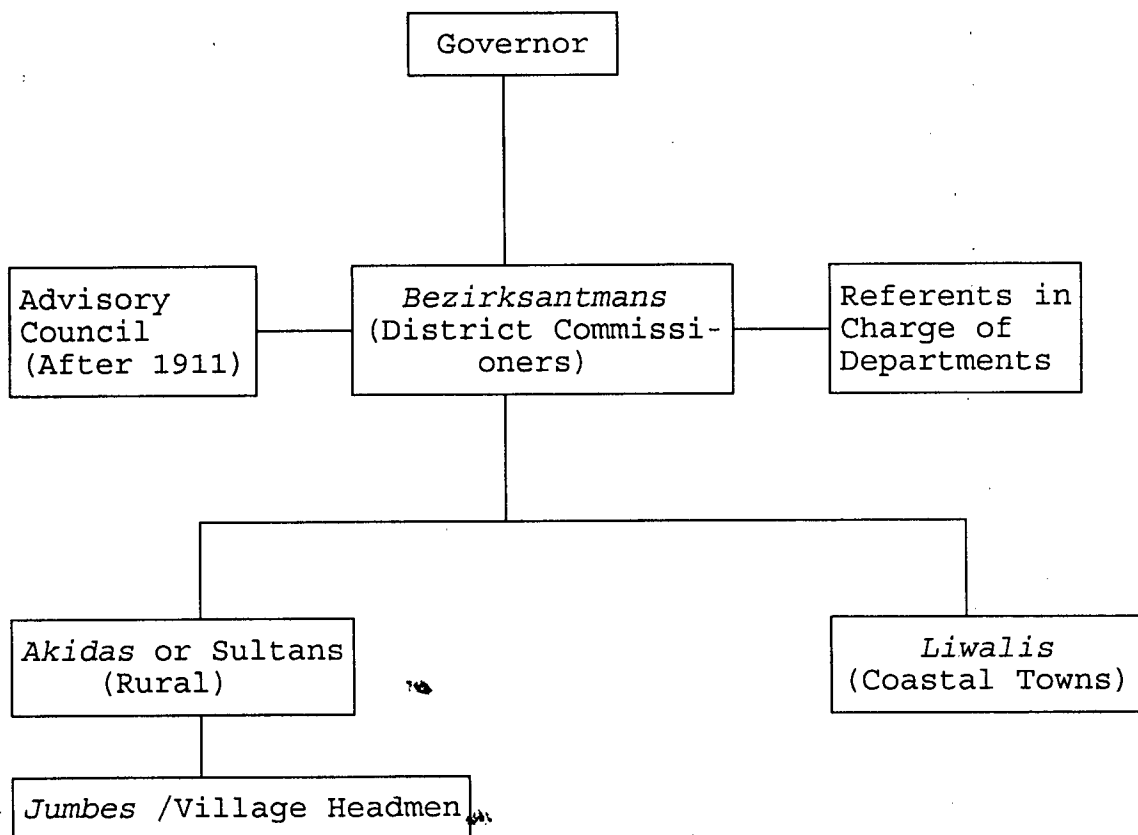 Governor
Advisory
Council
(After 1911)
Bezirksantmans
(District Commissi-
oners)
Referents in
Charge of
Departments
Akidas or Sultans
(Rural)
Liwalis
(Coastal Towns)
Jumbes /Village Headmen